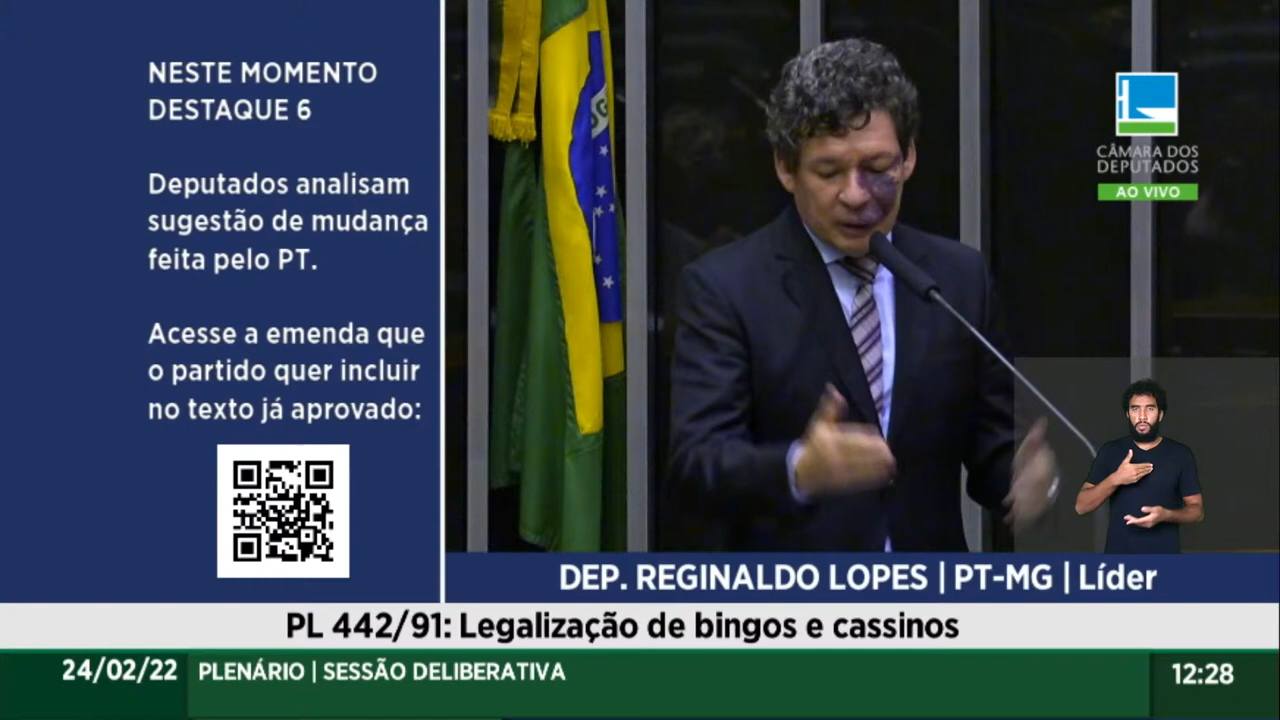 NESTE MOMENTO
DESTAQUE 6
Deputados analisam
sugestão de mudança
feita pelo PT.
Acesse a emenda que
o partido quer incluir
no texto já aprovado:
CÂMARA DOS
DEPUTADOS
AO VIVO
DEP. REGINALDO LOPES | PT-MG | Líder
PL 442/91: Legalização de bingos e cassinos
24/02/22 PLENÁRIO | SESSÃO DELIBERATIVA 12:28